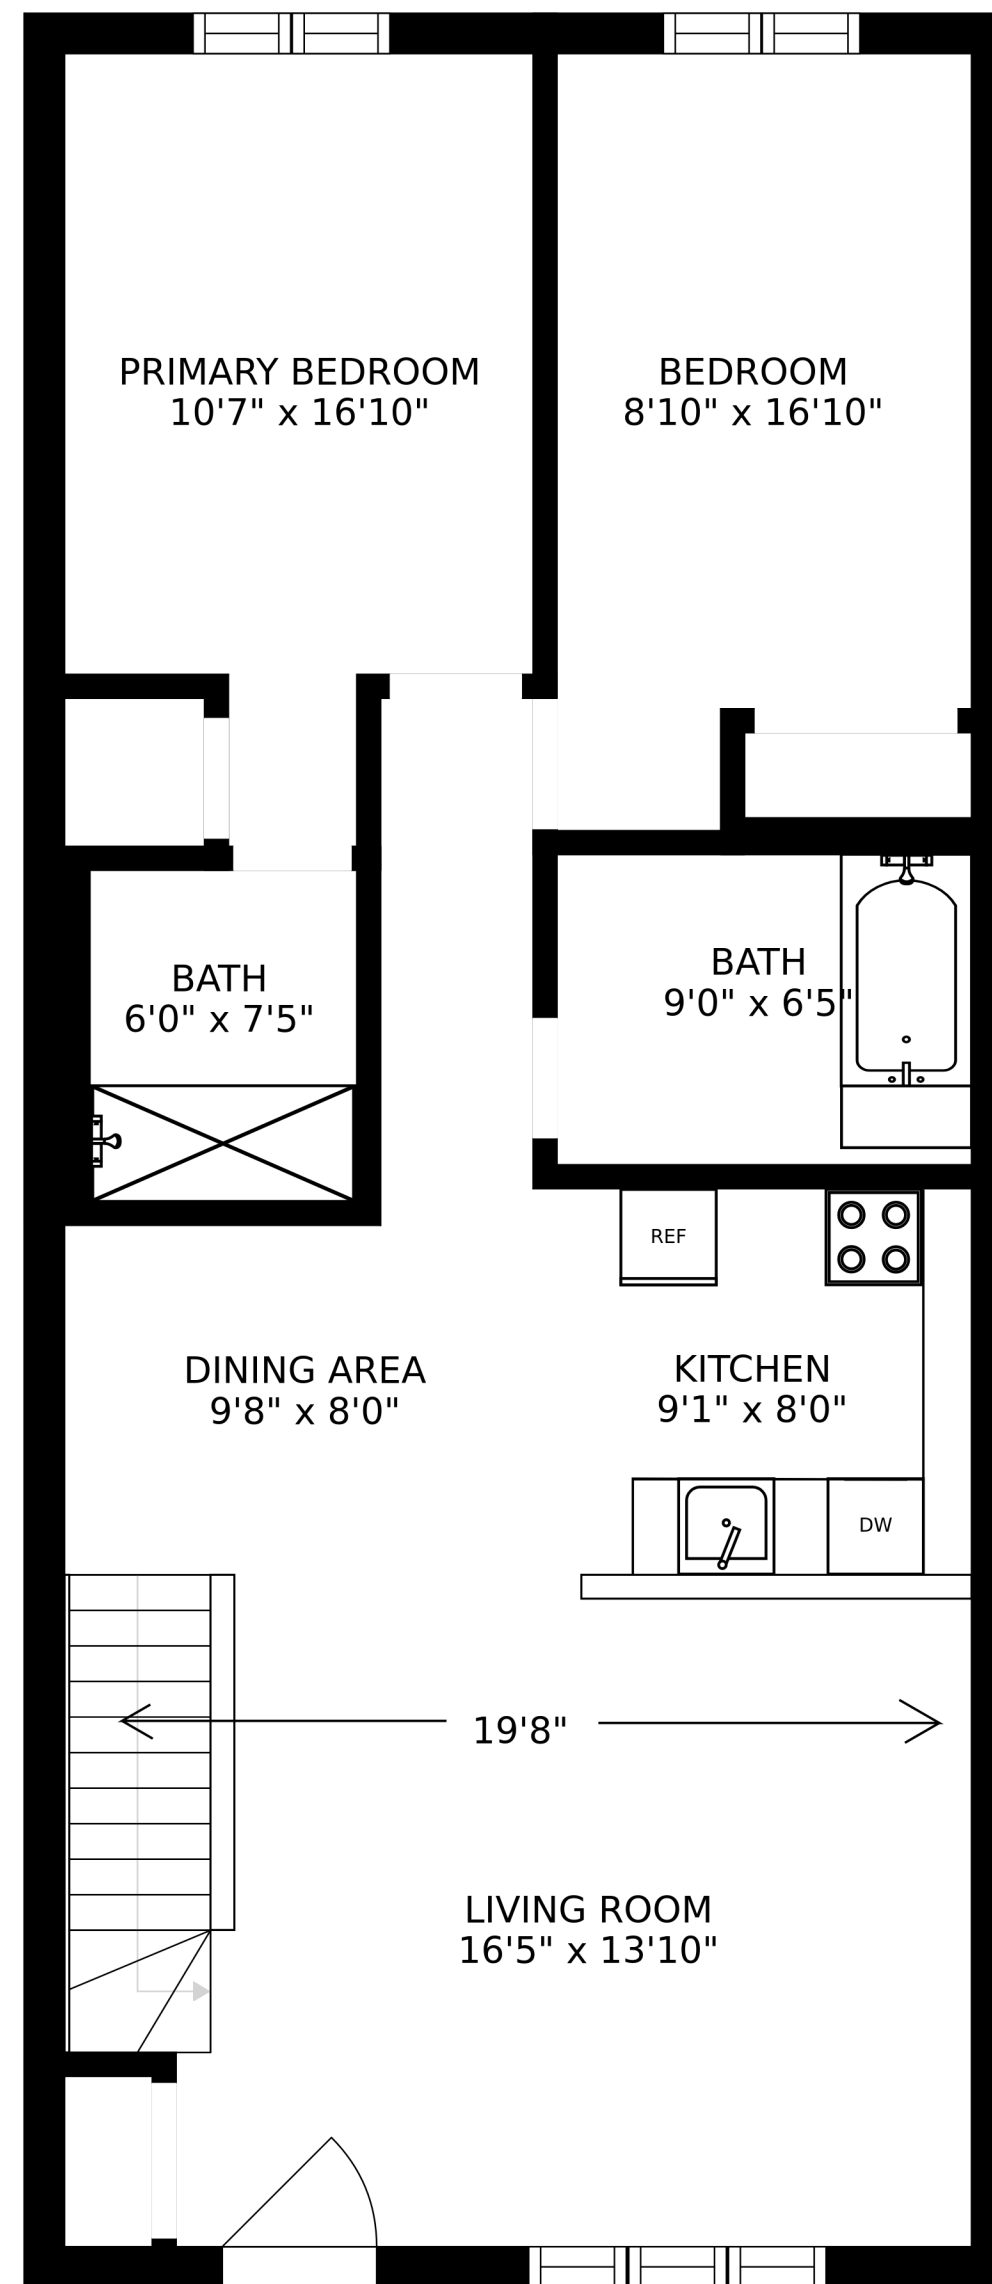 PRIMARY BEDROOM
10'7" x 16'10"
BEDROOM
8'10" x 16'10"
BATH
6'0" x 7'5"
BATH
9'0" x 6'5"
REF
DINING AREA
9'8" x 8'0"
KITCHEN
9'1" x 8'0"
DW
19'8"
LIVING ROOM
16'5" x 13'10"